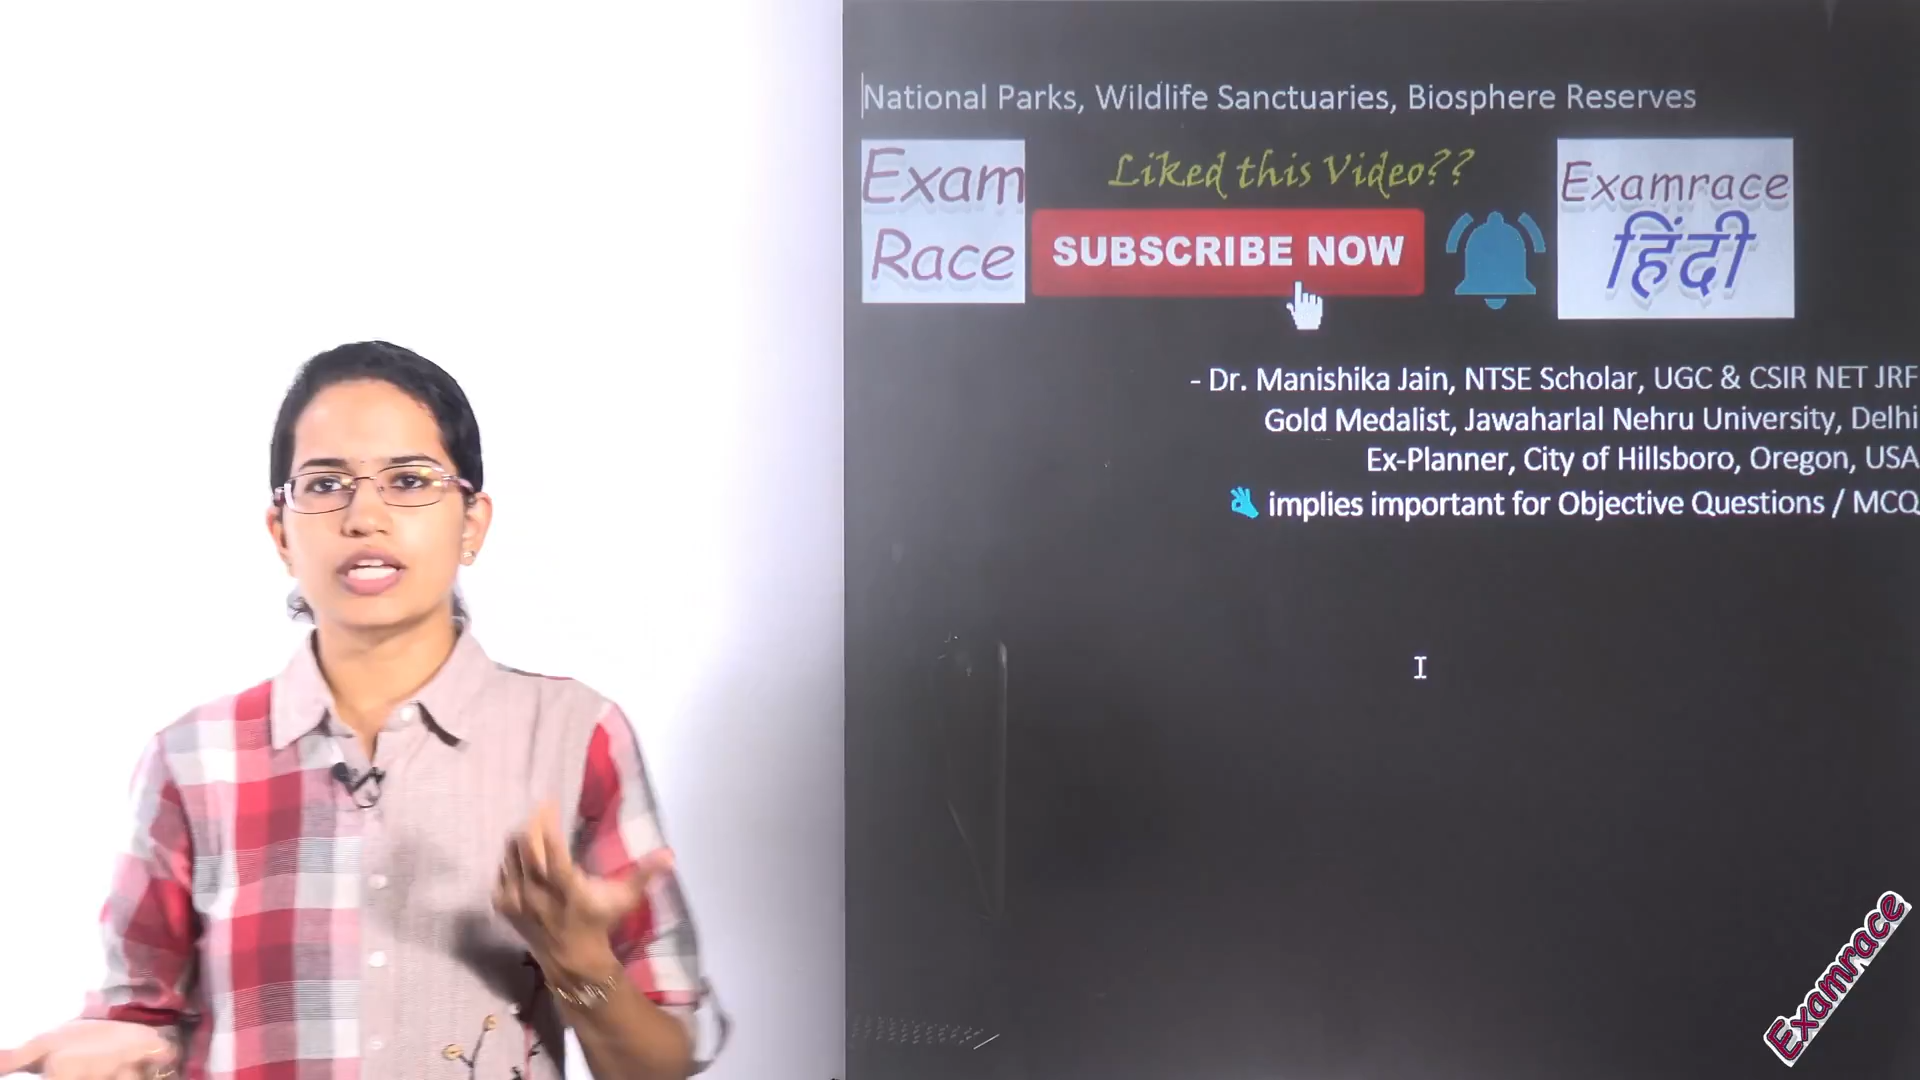 National Parks, Wildlife Sanctuaries, Biosphere Reserves
Exam
Race
Liked this Video??
SUBSCRIBE NOW
Examrace
हिंदी
- Dr. Manishika Jain, NTSE Scholar, UGC & CSIR NET JRF
Gold Medalist, Jawaharlal Nehru University, Delhi
Ex-Planner, City of Hillsboro, Oregon, USA
implies important for Objective Questions / MCQ
Examrace